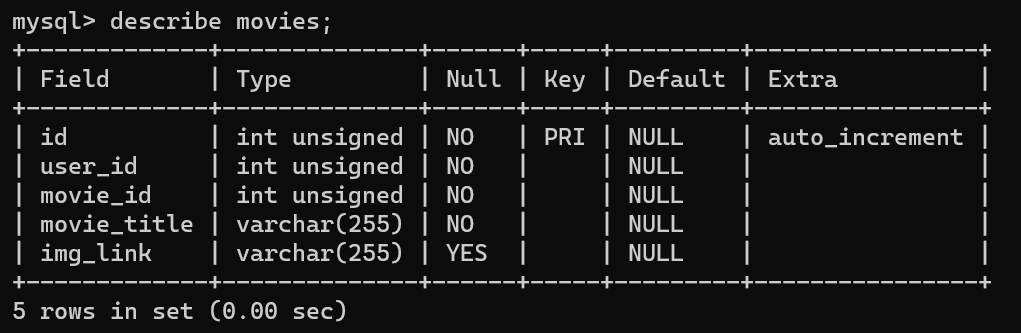 mysql> describe movies;
+-------------+--------------+------+-----+---------+----------------+
| Field       | Type         | Null | Key | Default | Extra          |
+-------------+--------------+------+-----+---------+----------------+
| id          | int unsigned | NO   | PRI | NULL    | auto_increment |
| user_id     | int unsigned | NO   |     | NULL    |                |
| movie_id    | int unsigned | NO   |     | NULL    |                |
| movie_title | varchar(255) | NO   |     | NULL    |                |
| img_link    | varchar(255) | YES  |     | NULL    |                |
+-------------+--------------+------+-----+---------+----------------+
5 rows in set (0.00 sec)